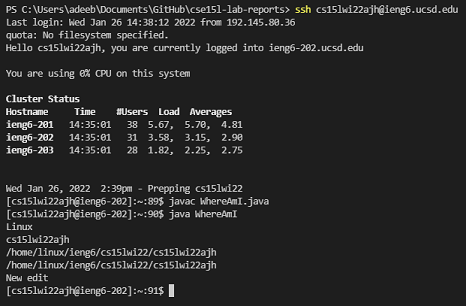 PS C:\Users\adeeb\Documents\GitHub\cse15l-lab-reports> ssh cs15lwi22ajh@ieng6.ucsd.edu
Last login: Wed Jan 26 14:38:12 2022 from 192.145.80.36
quota: No filesystem specified.
Hello cs15lwi22ajh, you are currently logged into ieng6-202.ucsd.edu

You are using 0% CPU on this system

Cluster Status
Hostname     Time    #Users  Load  Averages
ieng6-201   14:35:01   38  5.67,  5.70,  4.81
ieng6-202   14:35:01   31  3.58,  3.15,  2.90
ieng6-203   14:35:01   28  1.82,  2.25,  2.75

Wed Jan 26, 2022  2:39pm - Prepping cs15lwi22
[cs15lwi22ajh@ieng6-202]:~:89$ javac WhereAmI.java
[cs15lwi22ajh@ieng6-202]:~:90$ java WhereAmI
Linux
cs15lwi22ajh
/home/linux/ieng6/cs15lwi22/cs15lwi22ajh
/home/linux/ieng6/cs15lwi22/cs15lwi22ajh
New edit
[cs15lwi22ajh@ieng6-202]:~:91$